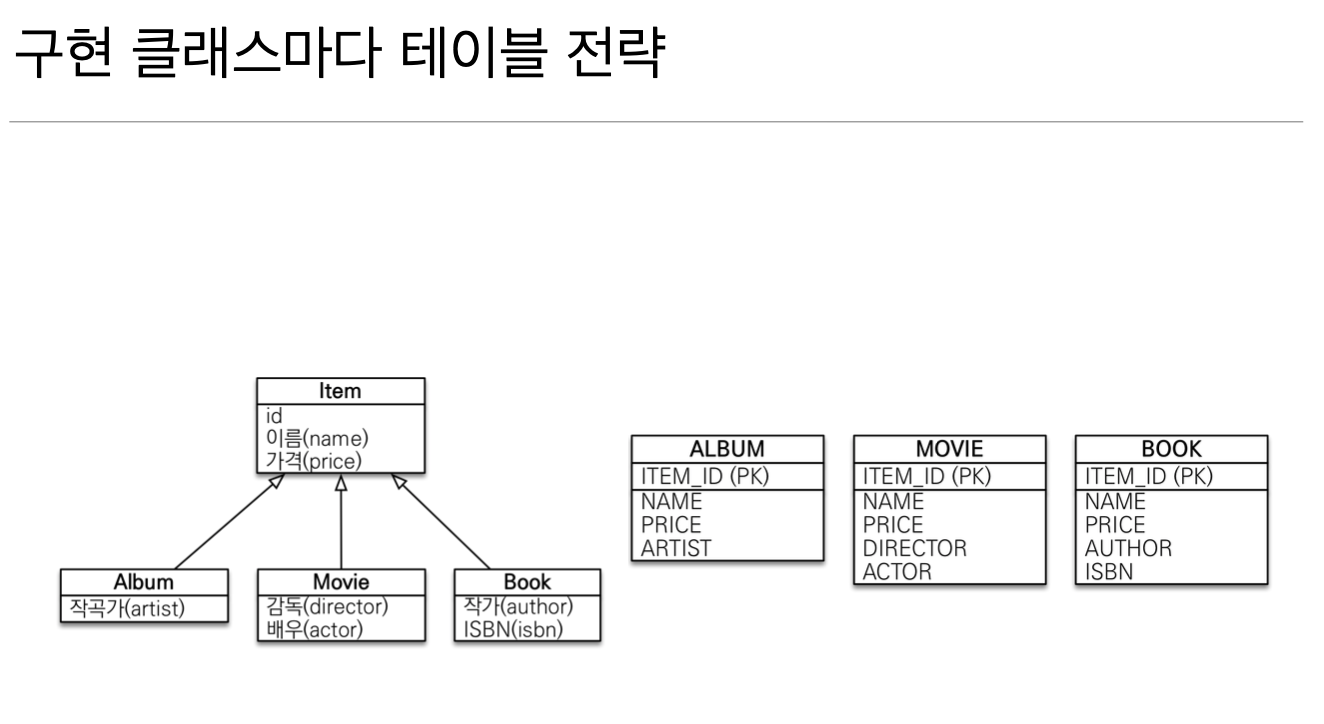 구현 클래스마다 테이블 전략
Item
id
이름(name)
가격(price)
Album
작곡가(artist)
Movie
감독(director)
배우(actor)
Book
작가(author)
ISBN(isbn)
ALBUM
ITEM_ID (PK)
NAME
PRICE
ARTIST
MOVIE
ITEM_ID (PK)
NAME
PRICE
DIRECTOR
ACTOR
BOOK
ITEM_ID (PK)
NAME
PRICE
AUTHOR
ISBN